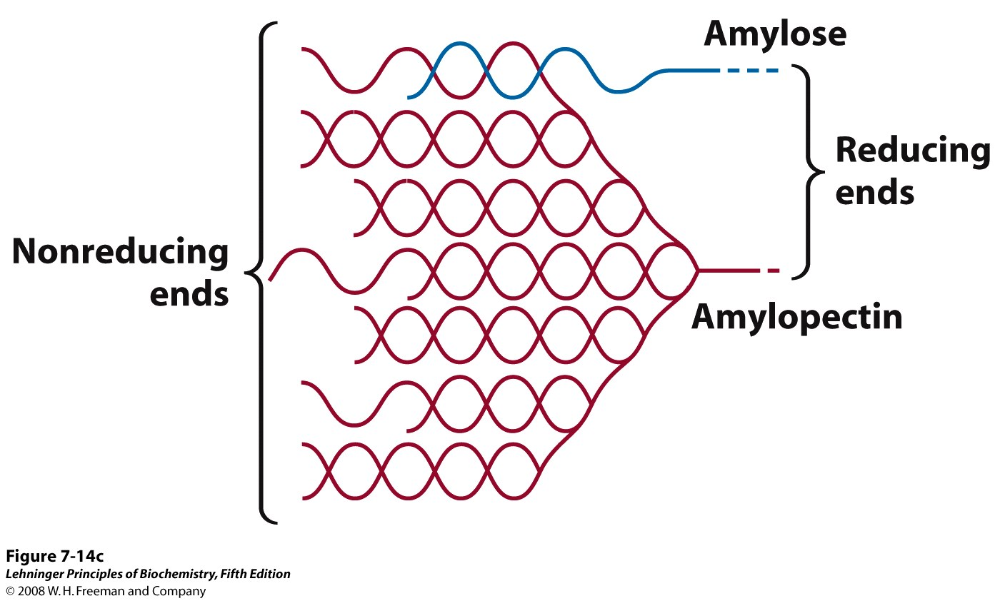 Amylose
Reducing
ends
Nonreducing
ends
Amylopectin
Figure 7-14c
Lehninger Principles of Biochemistry, Fifth Edition
© 2008 W. H. Freeman and Company